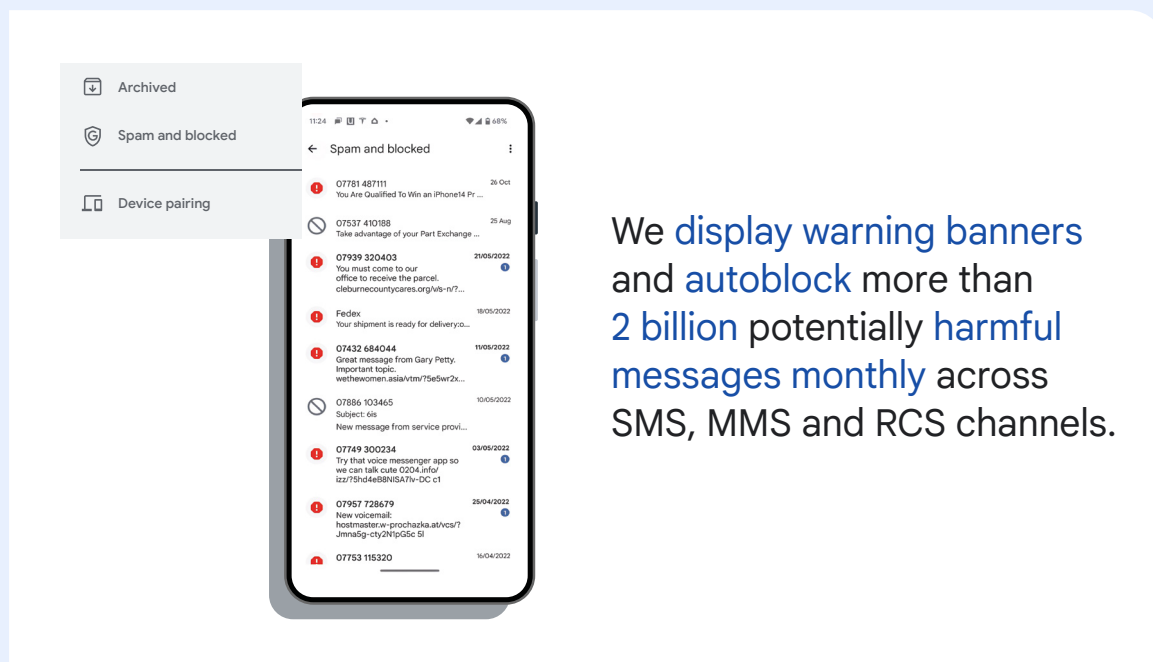 Archived
Spam and blocked
Device pairing
11:24
68%
Spam and blocked
07781 487111
26 Oct
You Are Qualified To Win an iPhone14 Pr ...
07537 410188
25 Aug
Take advantage of your Part Exchange ...
07939 320403
21/05/2022
You must come to our
1
office to receive the parcel.
cleburnecountycares.org/v/s-n/?...
Fedex
18/05/2022
Your shipment is ready for delivery:o...
07432 684044
11/05/2022
Great message from Gary Petty.
1
Important topic.
wethewomen.asia/vtm/?5e5wr2x...
07886 103465
10/05/2022
Subject: 6is
New message from service provi...
07749 300234
03/05/2022
Try that voice messenger app so
1
we can talk cute 0204.info/
izz/?5hd4eB8NISA7lv-DC c1
07957 728679
25/04/2022
New voicemail:
1
hostmaster.w-prochazka.at/vcs/?
Jmna5g-cty2N1pG5c 5l
07753 115320
16/04/2022
We display warning banners
and autoblock more than
2 billion potentially harmful
messages monthly across
SMS, MMS and RCS channels.